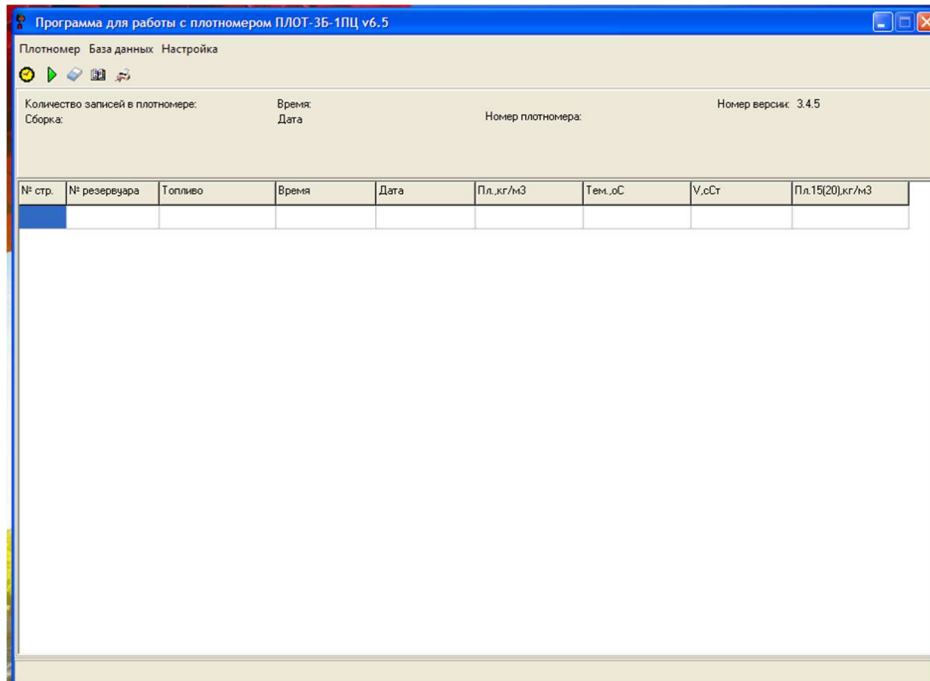 Программа для работы с плотномером ПЛОТ-3Б-1ПЦ v6.5
Плотномер База данных Настройка
Количество записей в плотномере: Время: Номер версии: 3.4.5
Сборка: Дата Номер плотномера:
№ стр. № резервуара Топливо Время Дата Пл.,кг/м3 Тем.,оС V,сСт Пл.15(20),кг/м3